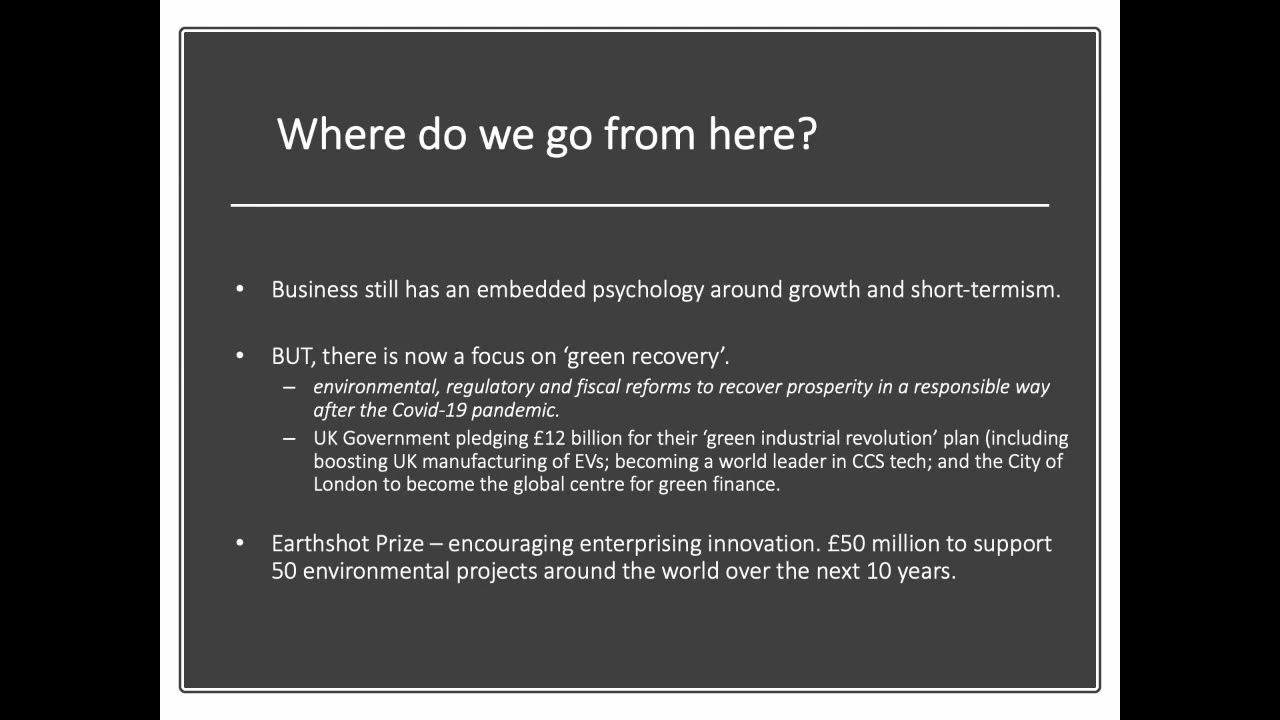 Where do we go from here?
• Business still has an embedded psychology around growth and short-termism.
• BUT, there is now a focus on ‘green recovery’.
– environmental, regulatory and fiscal reforms to recover prosperity in a responsible way
after the Covid-19 pandemic.
– UK Government pledging £12 billion for their ‘green industrial revolution’ plan (including
boosting UK manufacturing of EVs; becoming a world leader in CCS tech; and the City of
London to become the global centre for green finance.
• Earthshot Prize – encouraging enterprising innovation. £50 million to support
50 environmental projects around the world over the next 10 years.